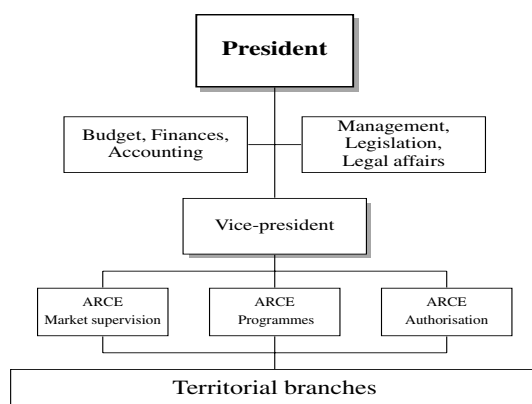 President
Budget, Finances,
Accounting
Management,
Legislation,
Legal affairs
Vice-president
ARCE
Market supervision
ARCE
Programmes
ARCE
Authorisation
Territorial branches